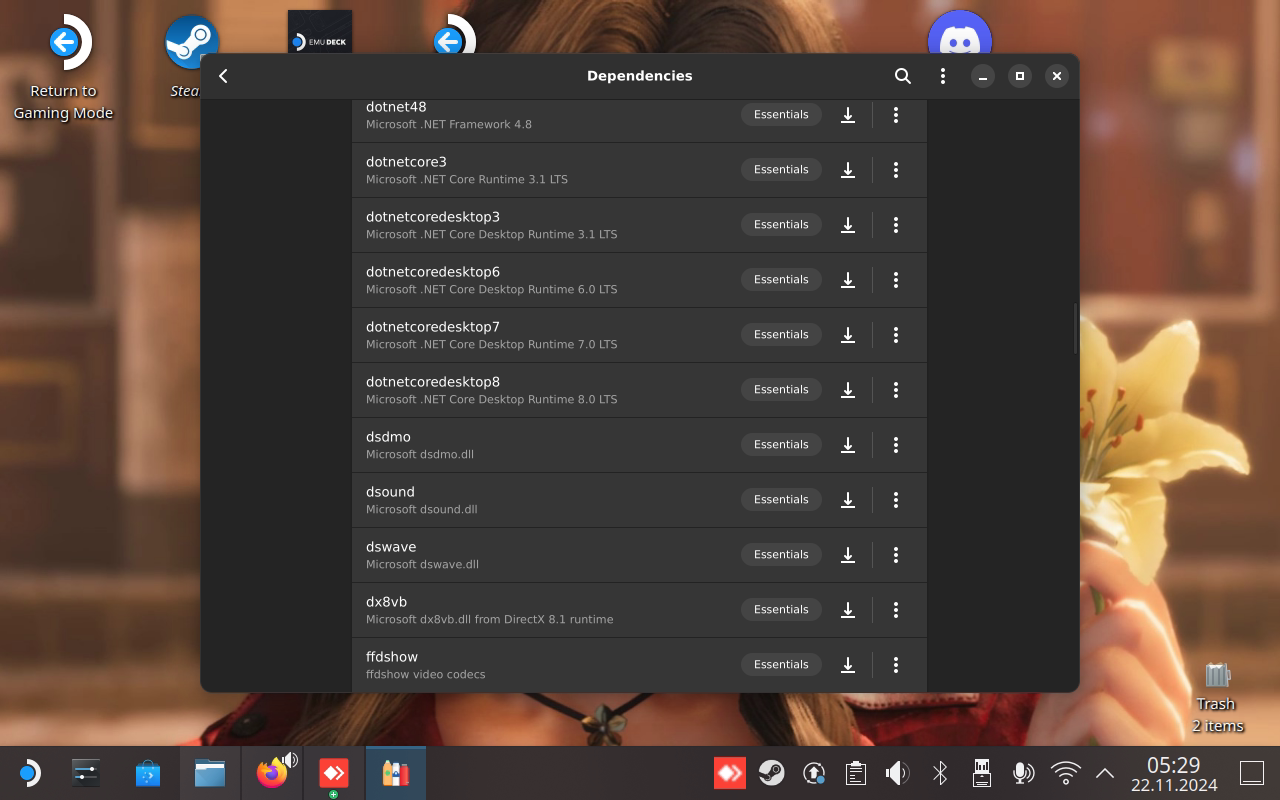 EMUDECK
Return to
Gaming Mode
Stea
Dependencies
dotnet48
Microsoft .NET Framework 4.8
Essentials
dotnetcore3
Microsoft .NET Core Runtime 3.1 LTS
Essentials
dotnetcoredesktop3
Microsoft .NET Core Desktop Runtime 3.1 LTS
Essentials
dotnetcoredesktop6
Microsoft .NET Core Desktop Runtime 6.0 LTS
Essentials
dotnetcoredesktop7
Microsoft .NET Core Desktop Runtime 7.0 LTS
Essentials
dotnetcoredesktop8
Microsoft .NET Core Desktop Runtime 8.0 LTS
Essentials
dsdmo
Microsoft dsdmo.dll
Essentials
dsound
Microsoft dsound.dll
Essentials
dswave
Microsoft dswave.dll
Essentials
dx8vb
Microsoft dx8vb.dll from DirectX 8.1 runtime
Essentials
ffdshow
ffdshow video codecs
Essentials
Trash
2 items
05:29
22.11.2024